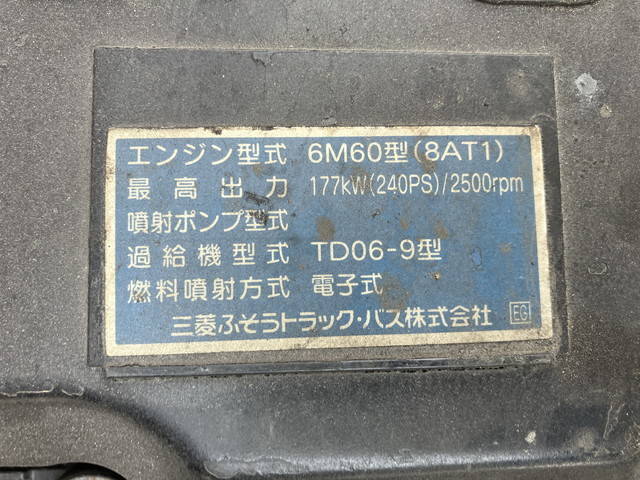 エンジン型式 6M60型(8AT1)
最高出力 177kW(240PS)/2500rpm
噴射ポンプ型式
過給機型式 TD06-9型
燃料噴射方式 電子式
三菱ふそうトラック・バス株式会社 EG